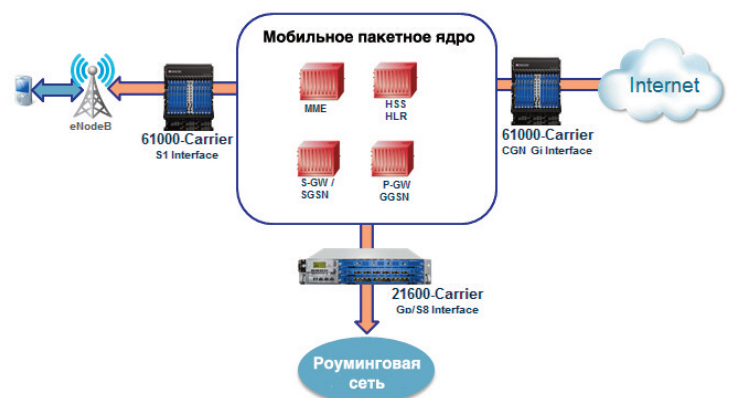 Мобильное пакетное ядро
MME
HSS
HLR
S-GW /
SGSN
P-GW
GGSN
eNodeB
61000-Carrier
S1 Interface
61000-Carrier
CGN Gi Interface
Internet
21600-Carrier
Gp/S8 Interface
Роуминговая
сеть